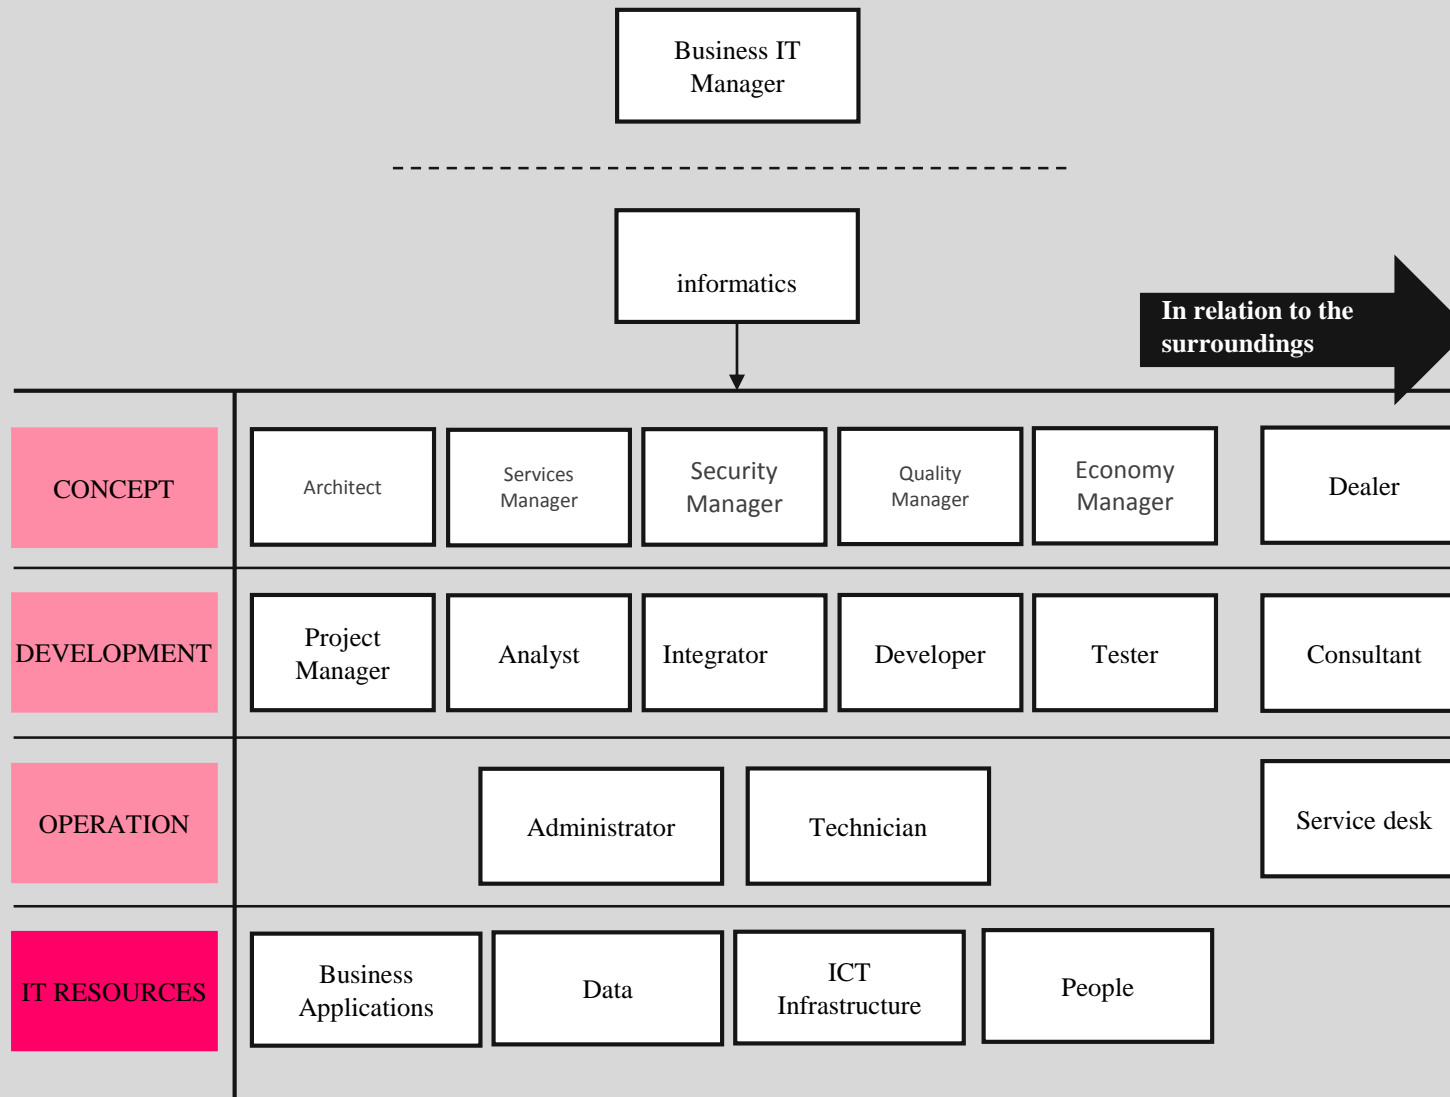 Business IT
Manager
informatics
In relation to the
surroundings
CONCEPT
Architect
Services
Manager
Security
Manager
Quality
Manager
Economy
Manager
Dealer
DEVELOPMENT
Project
Manager
Analyst
Integrator
Developer
Tester
Consultant
OPERATION
Administrator
Technician
Service desk
IT RESOURCES
Business
Applications
Data
ICT
Infrastructure
People